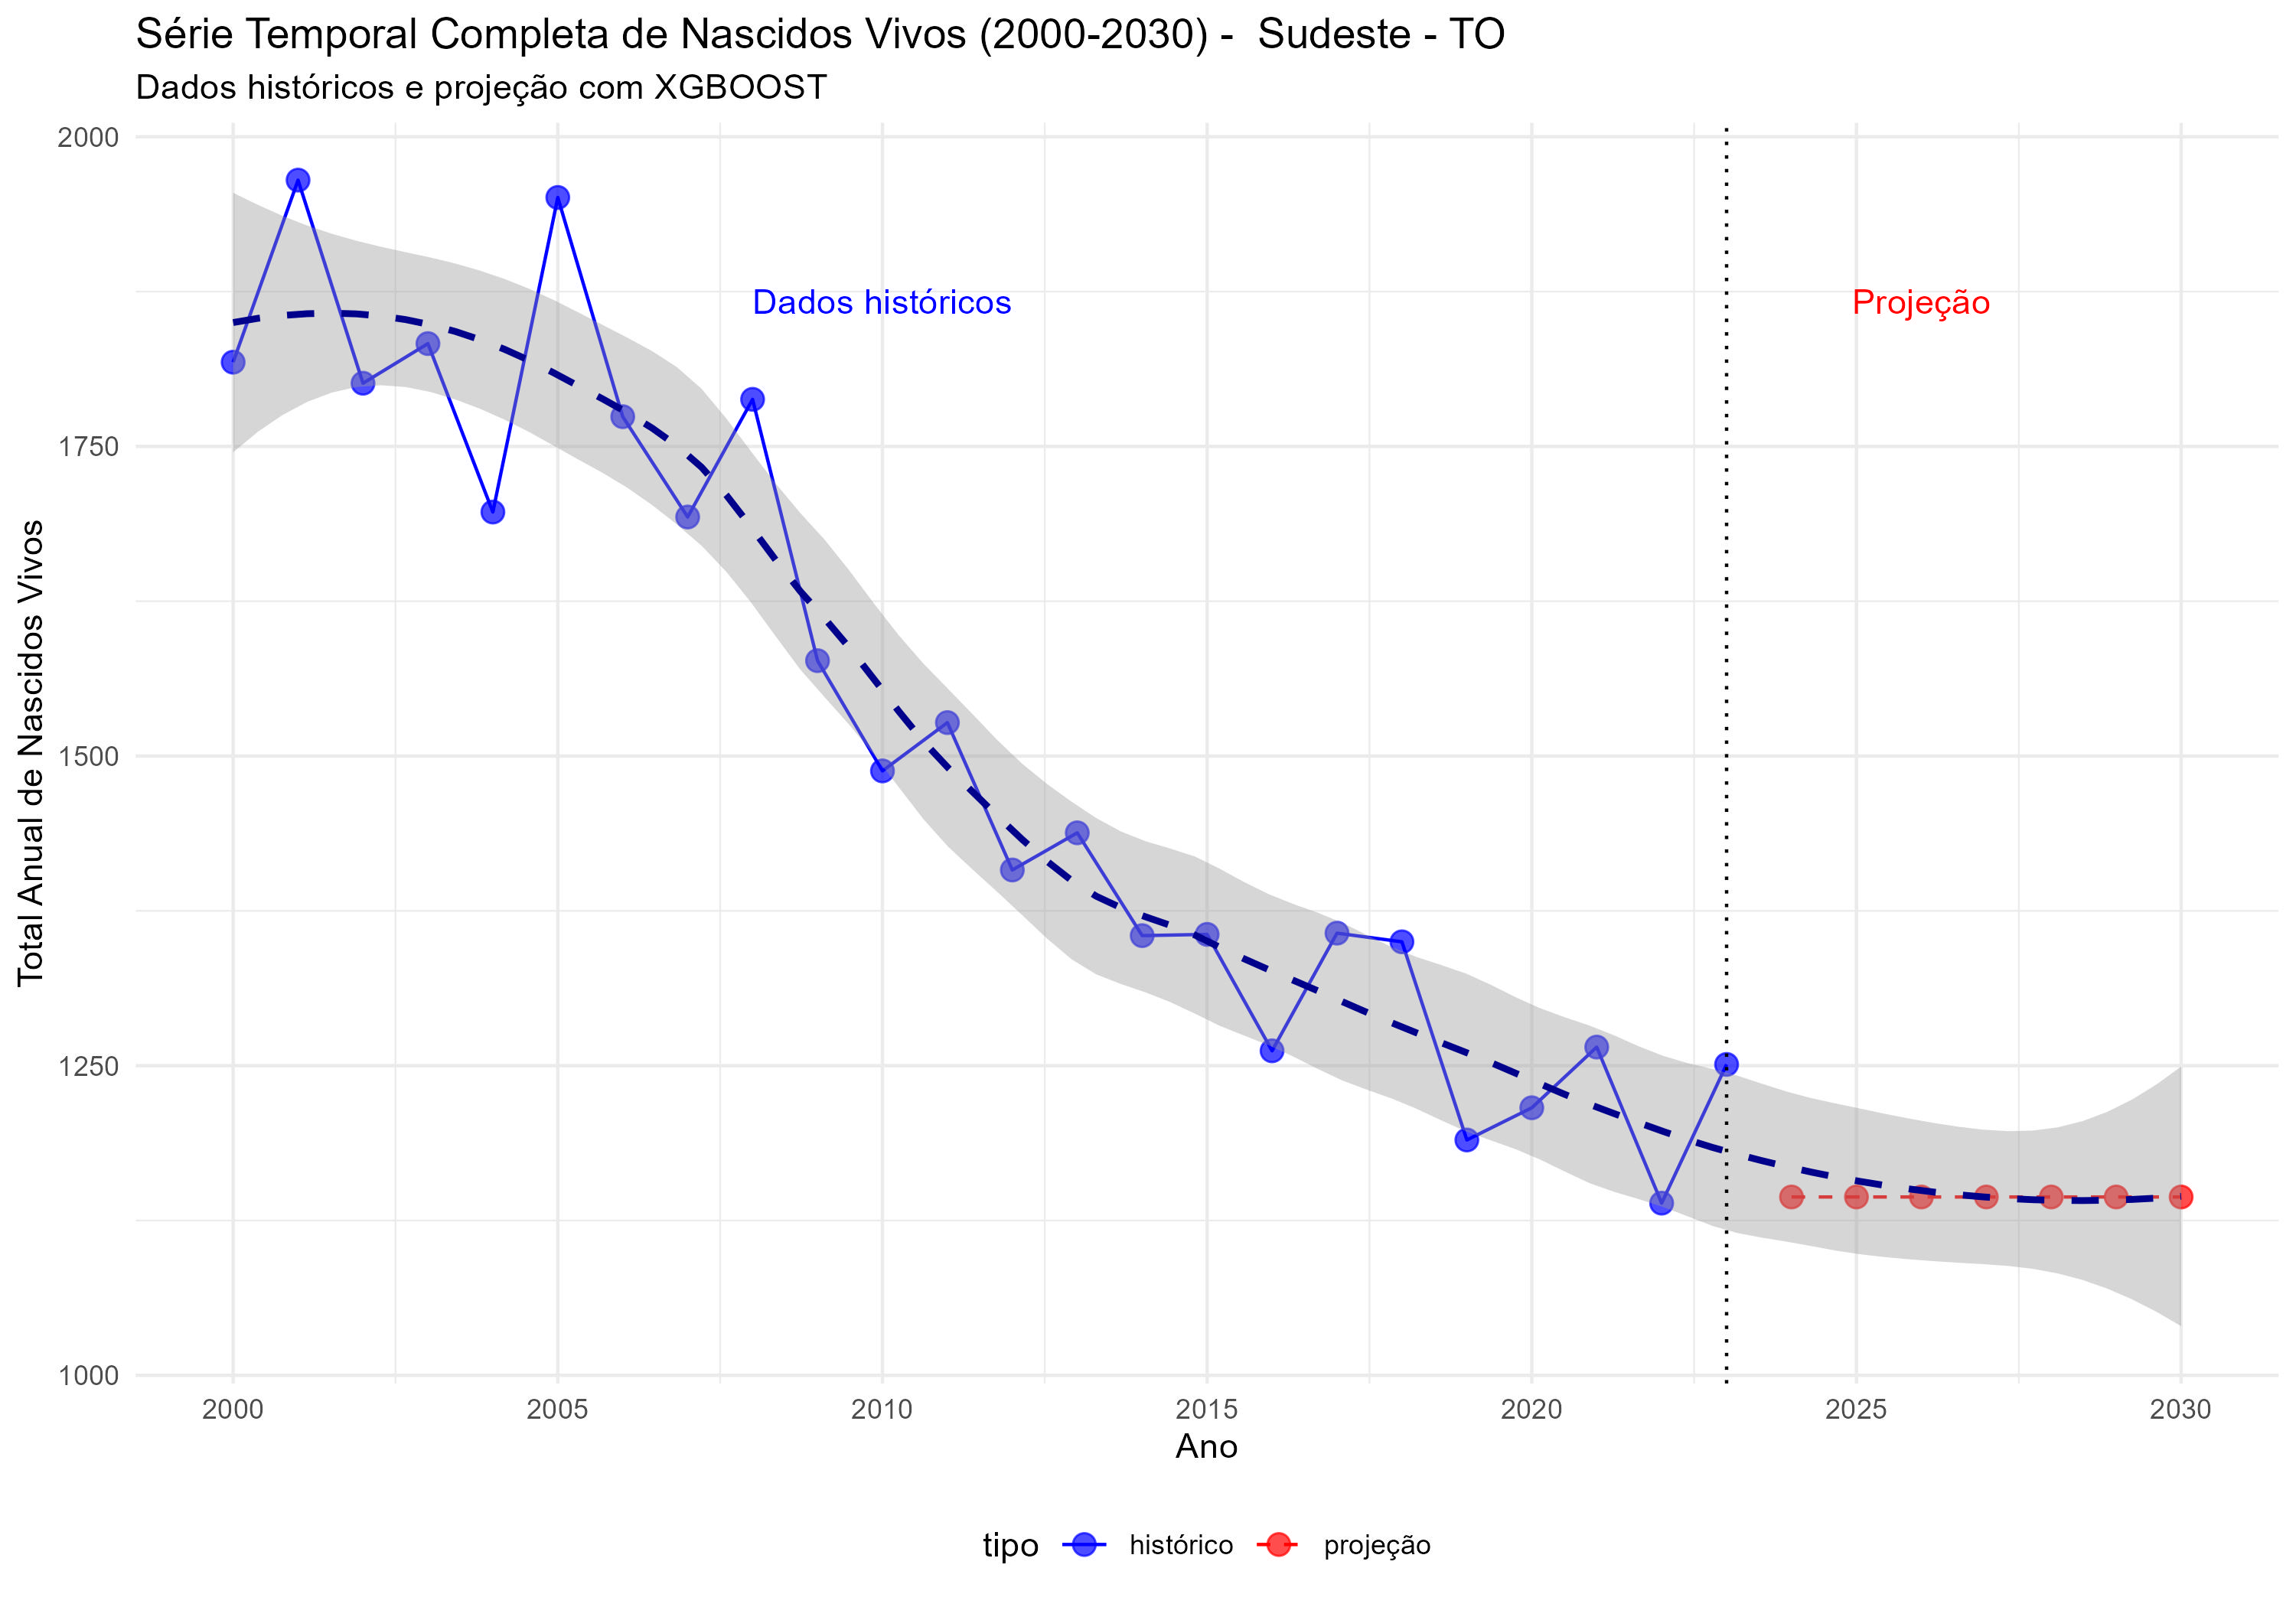 Série Temporal Completa de Nascidos Vivos (2000-2030) -  Sudeste - TO
Dados históricos e projeção com XGBOOST
Total Anual de Nascidos Vivos
2000
1750
1500
1250
1000
Dados históricos
Projeção
2000 2005 2010 2015 2020 2025 2030
Ano
tipo histórico projeção